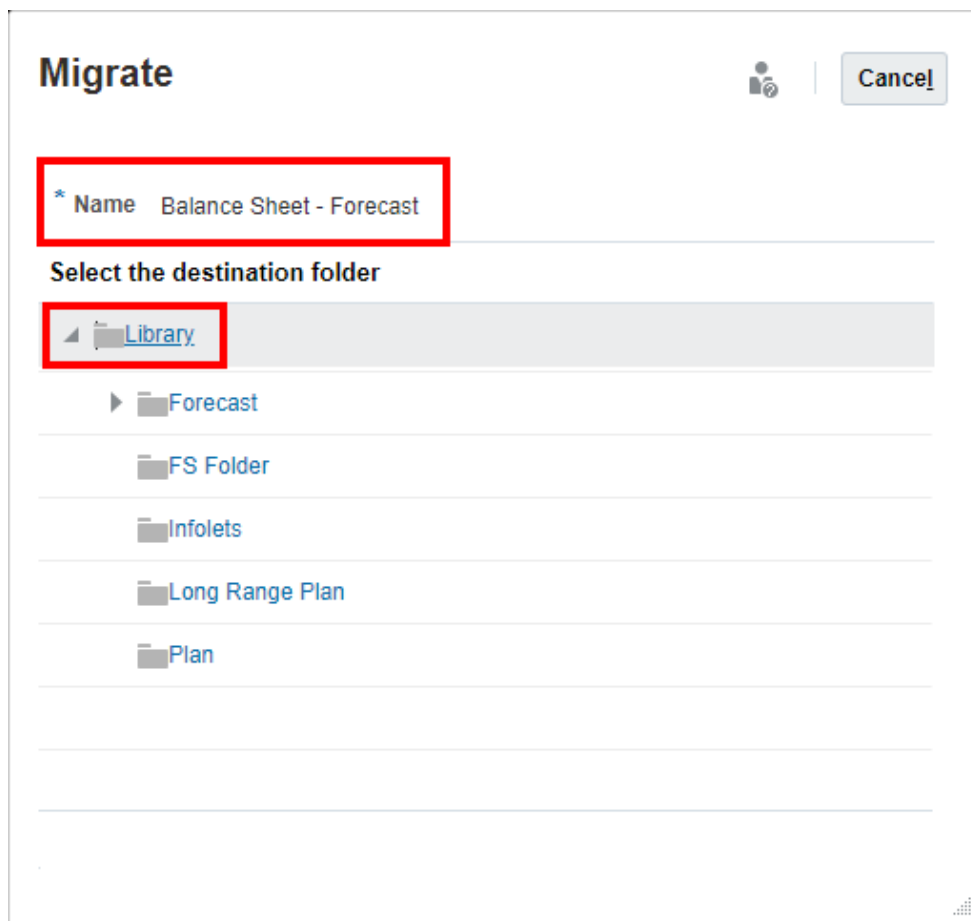 Migrate
Cancel
* Name Balance Sheet - Forecast
Select the destination folder
Library
Forecast
FS Folder
Infolets
Long Range Plan
Plan